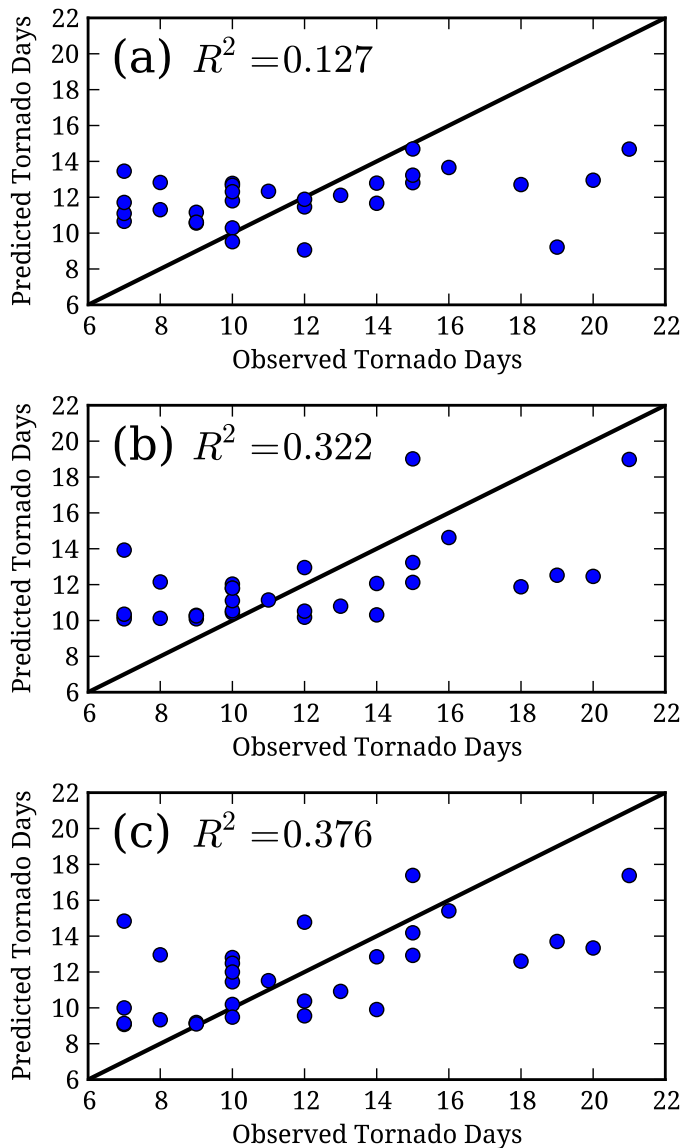 22
20
18
16
14
12
10
8
6
Predicted Tornado Days
(a) R² =0.127
6 8 10 12 14 16 18 20 22
Observed Tornado Days
22
20
18
16
14
12
10
8
6
Predicted Tornado Days
(b) R² =0.322
6 8 10 12 14 16 18 20 22
Observed Tornado Days
22
20
18
16
14
12
10
8
6
Predicted Tornado Days
(c) R² =0.376
6 8 10 12 14 16 18 20 22
Observed Tornado Days